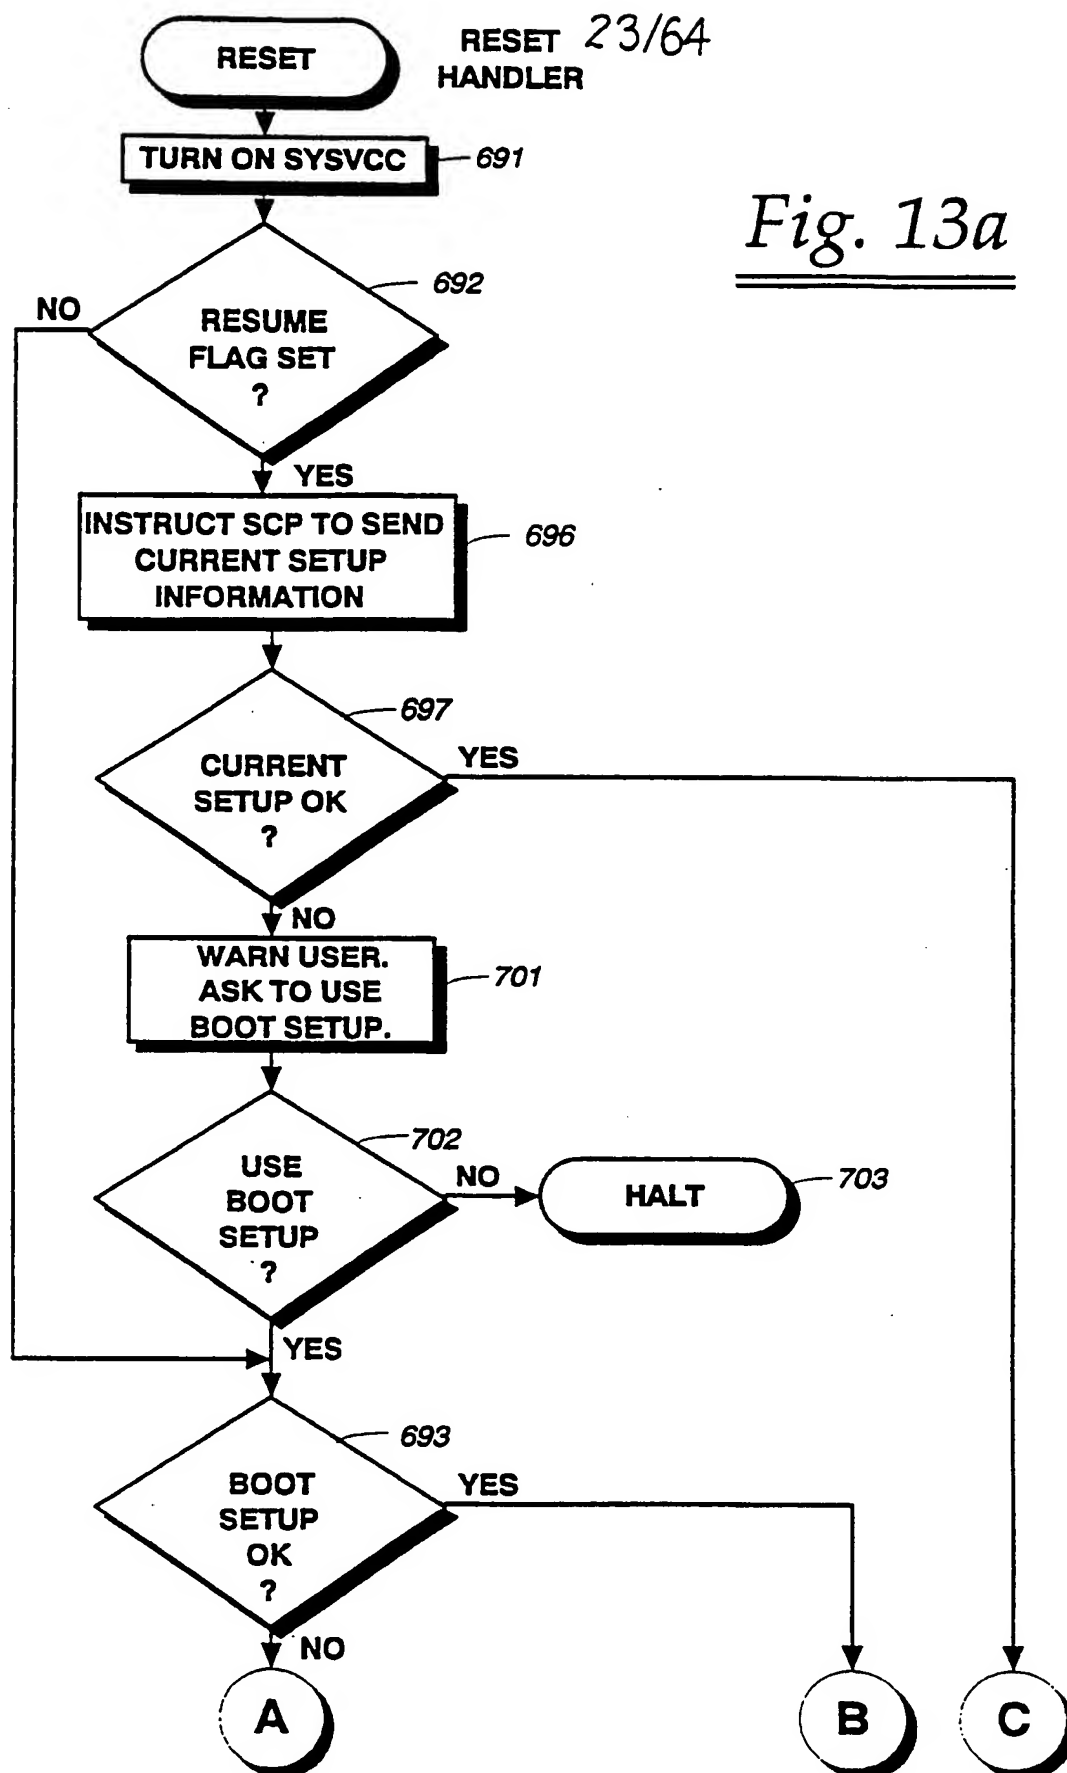 RESET
RESET 23/64
HANDLER
TURN ON SYSVCC
691
Fig. 13a
692
NO
RESUME
FLAG SET
?
YES
INSTRUCT SCP TO SEND
CURRENT SETUP
INFORMATION
696
697
CURRENT
SETUP OK
?
YES
NO
WARN USER.
ASK TO USE
BOOT SETUP.
701
702
USE
BOOT
SETUP
?
NO
HALT
703
YES
693
BOOT
SETUP
OK
?
YES
NO
A
B
C